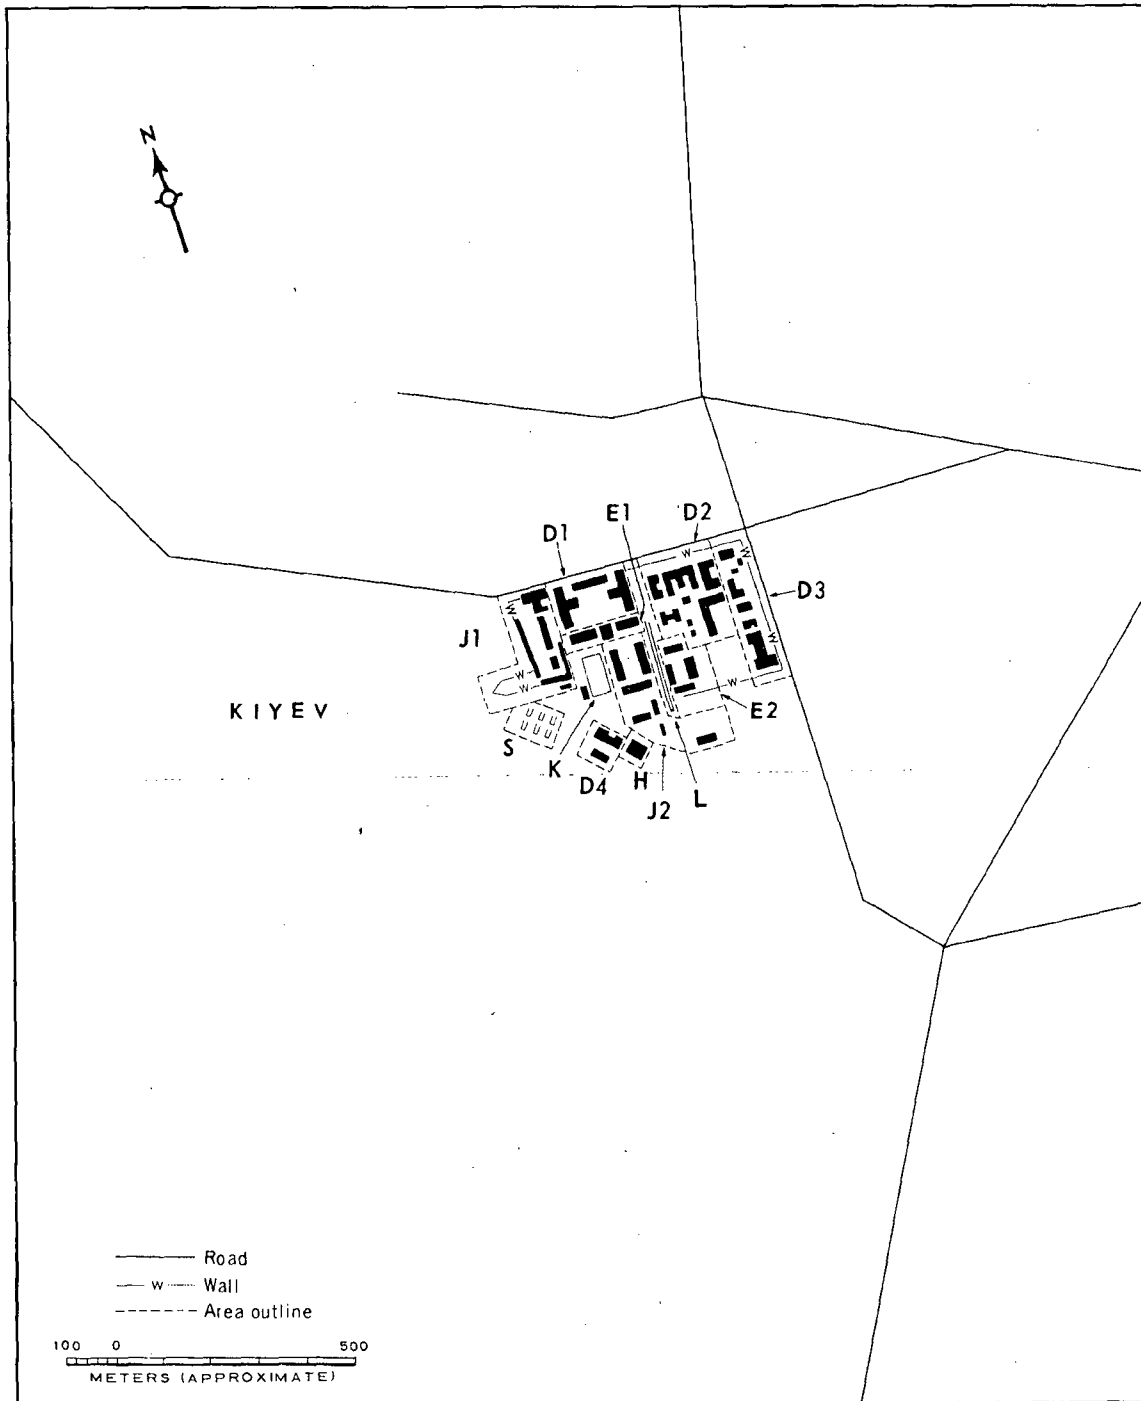 N
E1
D2
D1
D3
J1
KIYEV
E2
S
K
D4
H
J2
L
Road
W Wall
Area outline
100 0 500
METERS (APPROXIMATE)
W
W
W
W
W
W
W